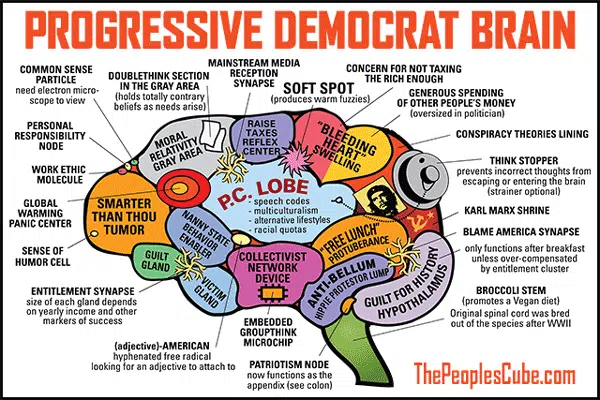 PROGRESSIVE DEMOCRAT BRAIN
COMMON SENSE
PARTICLE
need electron micro-
scope to view
DOUBLETHINK SECTION
IN THE GRAY AREA
(holds totally contrary
beliefs as needs arise)
MAINSTREAM MEDIA
RECEPTION
SYNAPSE
SOFT SPOT
(produces warm fuzzies)
CONCERN FOR NOT TAXING
THE RICH ENOUGH
GENEROUS SPENDING
OF OTHER PEOPLE'S MONEY
(oversized in politician)
PERSONAL
RESPONSIBILITY
NODE
WORK ETHIC
MOLECULE
GLOBAL
WARMING
PANIC CENTER
SENSE OF
HUMOR CELL
ENTITLEMENT SYNAPSE
size of each gland depends
on yearly income and other
markers of success
MORAL
RELATIVITY
GRAY AREA
RAISE
TAXES
REFLEX
CENTER
"BLEEDING
HEART"
SWELLING
CONSPIRACY THEORIES LINING
THINK STOPPER
prevents incorrect thoughts from
escaping or entering the brain
(strainer optional)
KARL MARX SHRINE
BLAME AMERICA SYNAPSE
only functions after breakfast
unless over-compensated
by entitlement cluster
BROCCOLI STEM
(promotes a Vegan diet)
Original spinal cord was bred
out of the species after WWII
SMARTER
THAN THOU
TUMOR
P.C. LOBE
- speech codes
- multiculturalism
- alternative lifestyles
- racial quotas
NANNY STATE
BEHAVIOR
ENABLER
GUILT
GLAND
VICTIM
GLAND
COLLECTIVIST
NETWORK
DEVICE
"FREE LUNCH"
PROTUBERANCE
ANTI-BELLUM
HIPPIE PROTESTOR LUMP
GUILT FOR HISTORY
HYPOTHALMUS
(adjective)-AMERICAN
hyphenated free radical
looking for an adjective to attach to
EMBEDDED
GROUPTHINK
MICROCHIP
PATRIOTISM NODE
now functions as the
appendix (see colon)
ThePeoplesCube.com